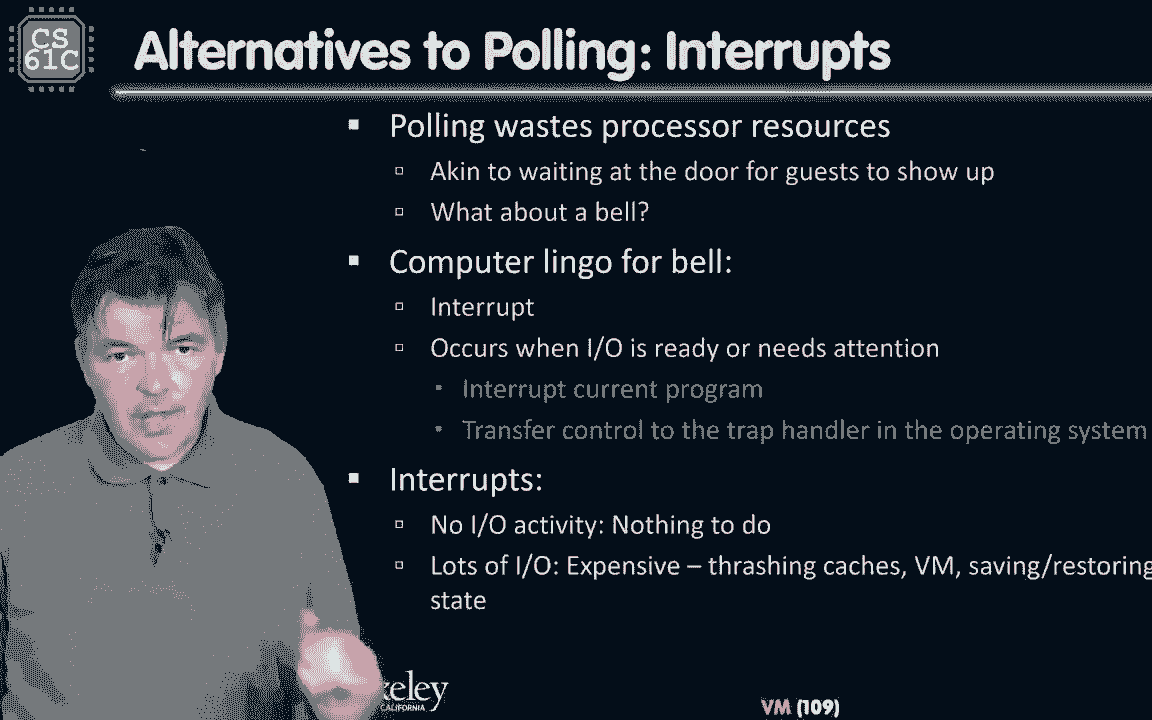 CS
61C
Alternatives to Polling: Interrupts
Polling wastes processor resources
Akin to waiting at the door for guests to show up
What about a bell?
Computer lingo for bell:
Interrupt
Occurs when I/O is ready or needs attention
Interrupt current program
Transfer control to the trap handler in the operating system
Interrupts:
No I/O activity: Nothing to do
Lots of I/O: Expensive – thrashing caches, VM, saving/restoring
state
keley
CALIFORNIA
VM (109)